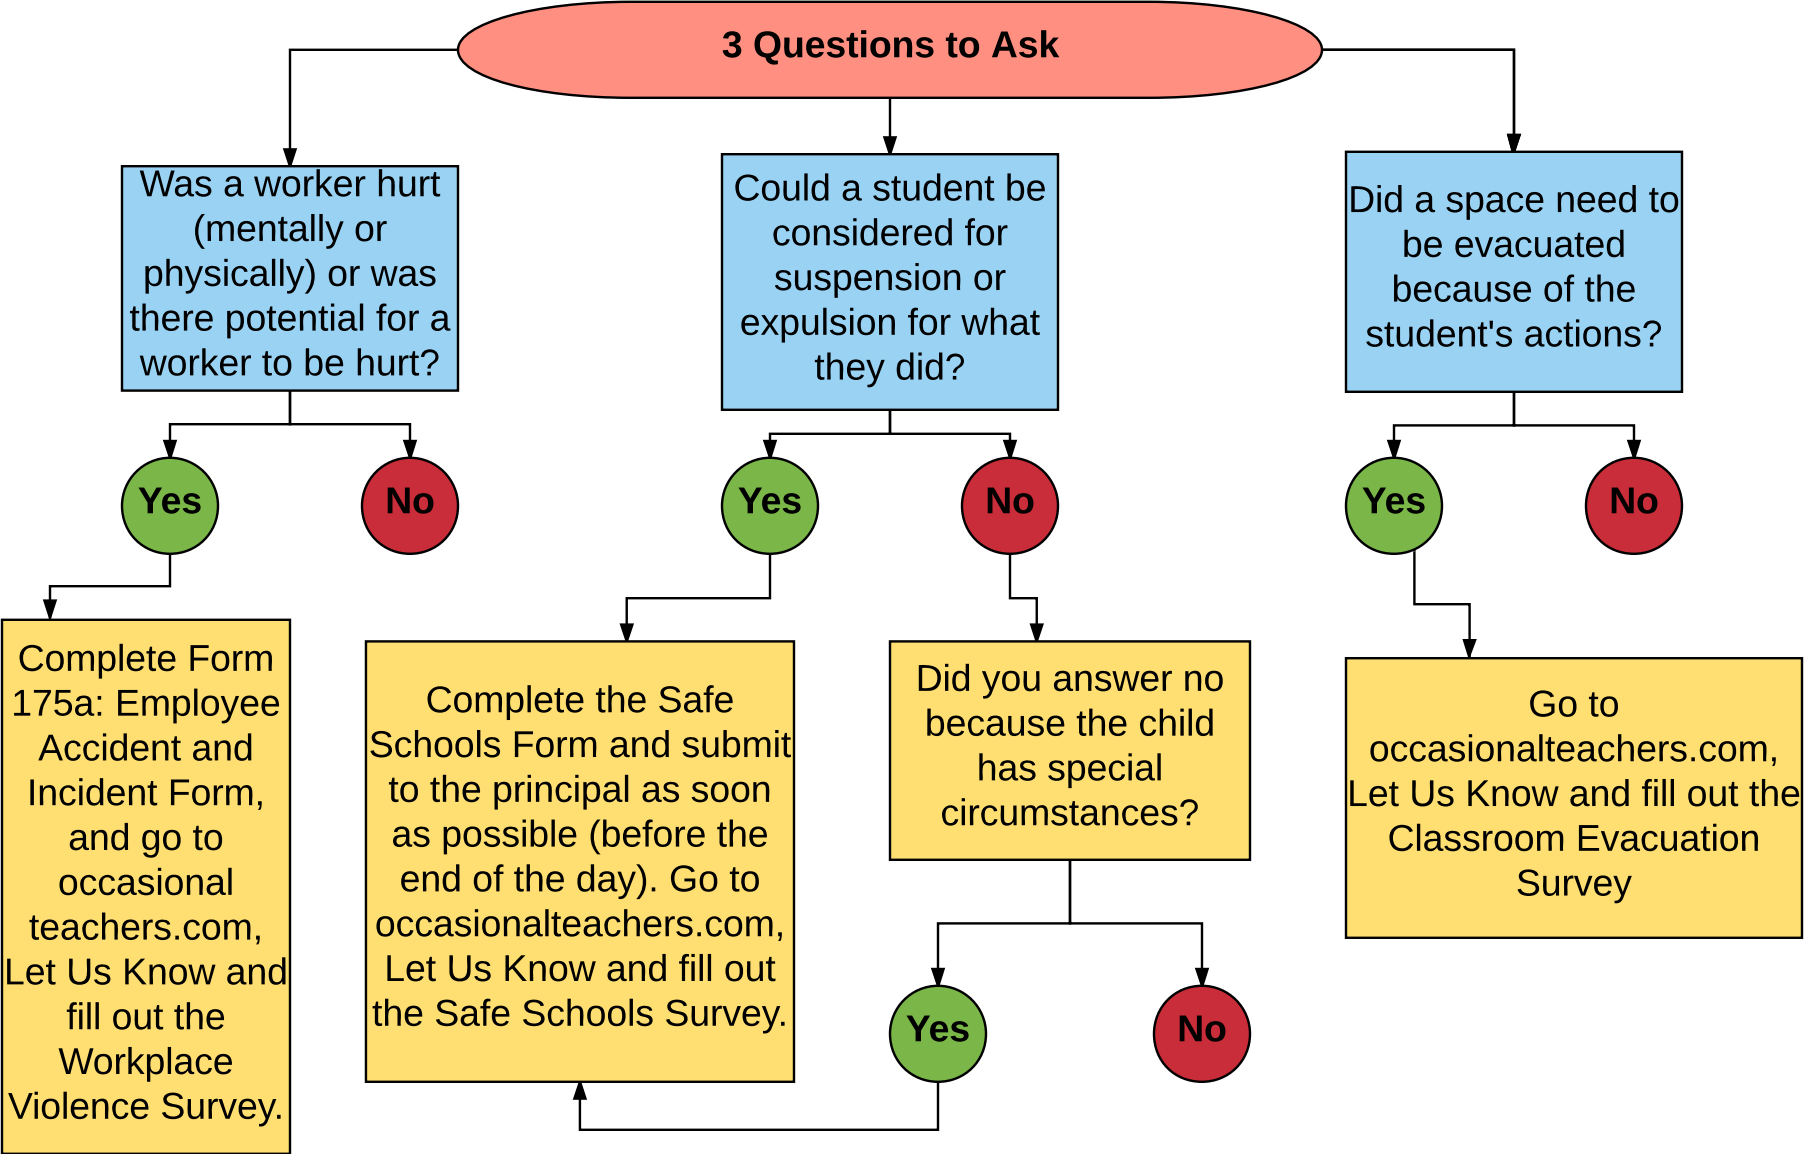 3 Questions to Ask
Was a worker hurt
(mentally or
physically) or was
there potential for a
worker to be hurt?
Could a student be
considered for
suspension or
expulsion for what
they did?
Did a space need to
be evacuated
because of the
student's actions?
Yes
No
Yes
No
Yes
No
Complete Form
175a: Employee
Accident and
Incident Form,
and go to
occasional
teachers.com,
Let Us Know and
fill out the
Workplace
Violence Survey.
Complete the Safe
Schools Form and submit
to the principal as soon
as possible (before the
end of the day). Go to
occasionalteachers.com,
Let Us Know and fill out
the Safe Schools Survey.
Did you answer no
because the child
has special
circumstances?
Go to
occasionalteachers.com,
Let Us Know and fill out the
Classroom Evacuation
Survey
Yes
No